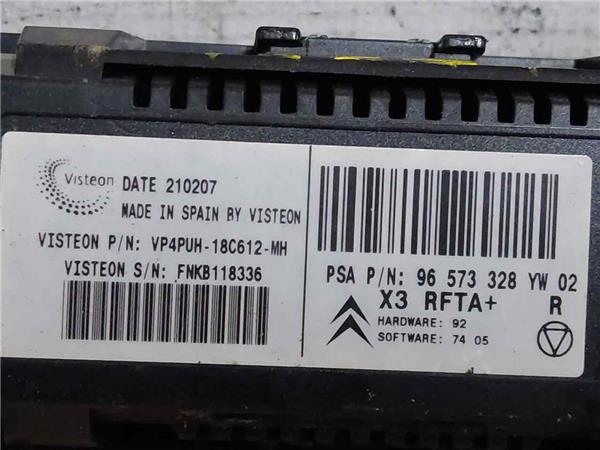 Visteon
DATE 210207
MADE IN SPAIN BY VISTEON
VISTEON P/N: VP4PUH-18C612-MH
VISTEON S/N: FNKB118336
PSA P/N: 96 573 328 YW 02
X3 RFTA+ R
HARDWARE: 92
SOFTWARE: 74 05